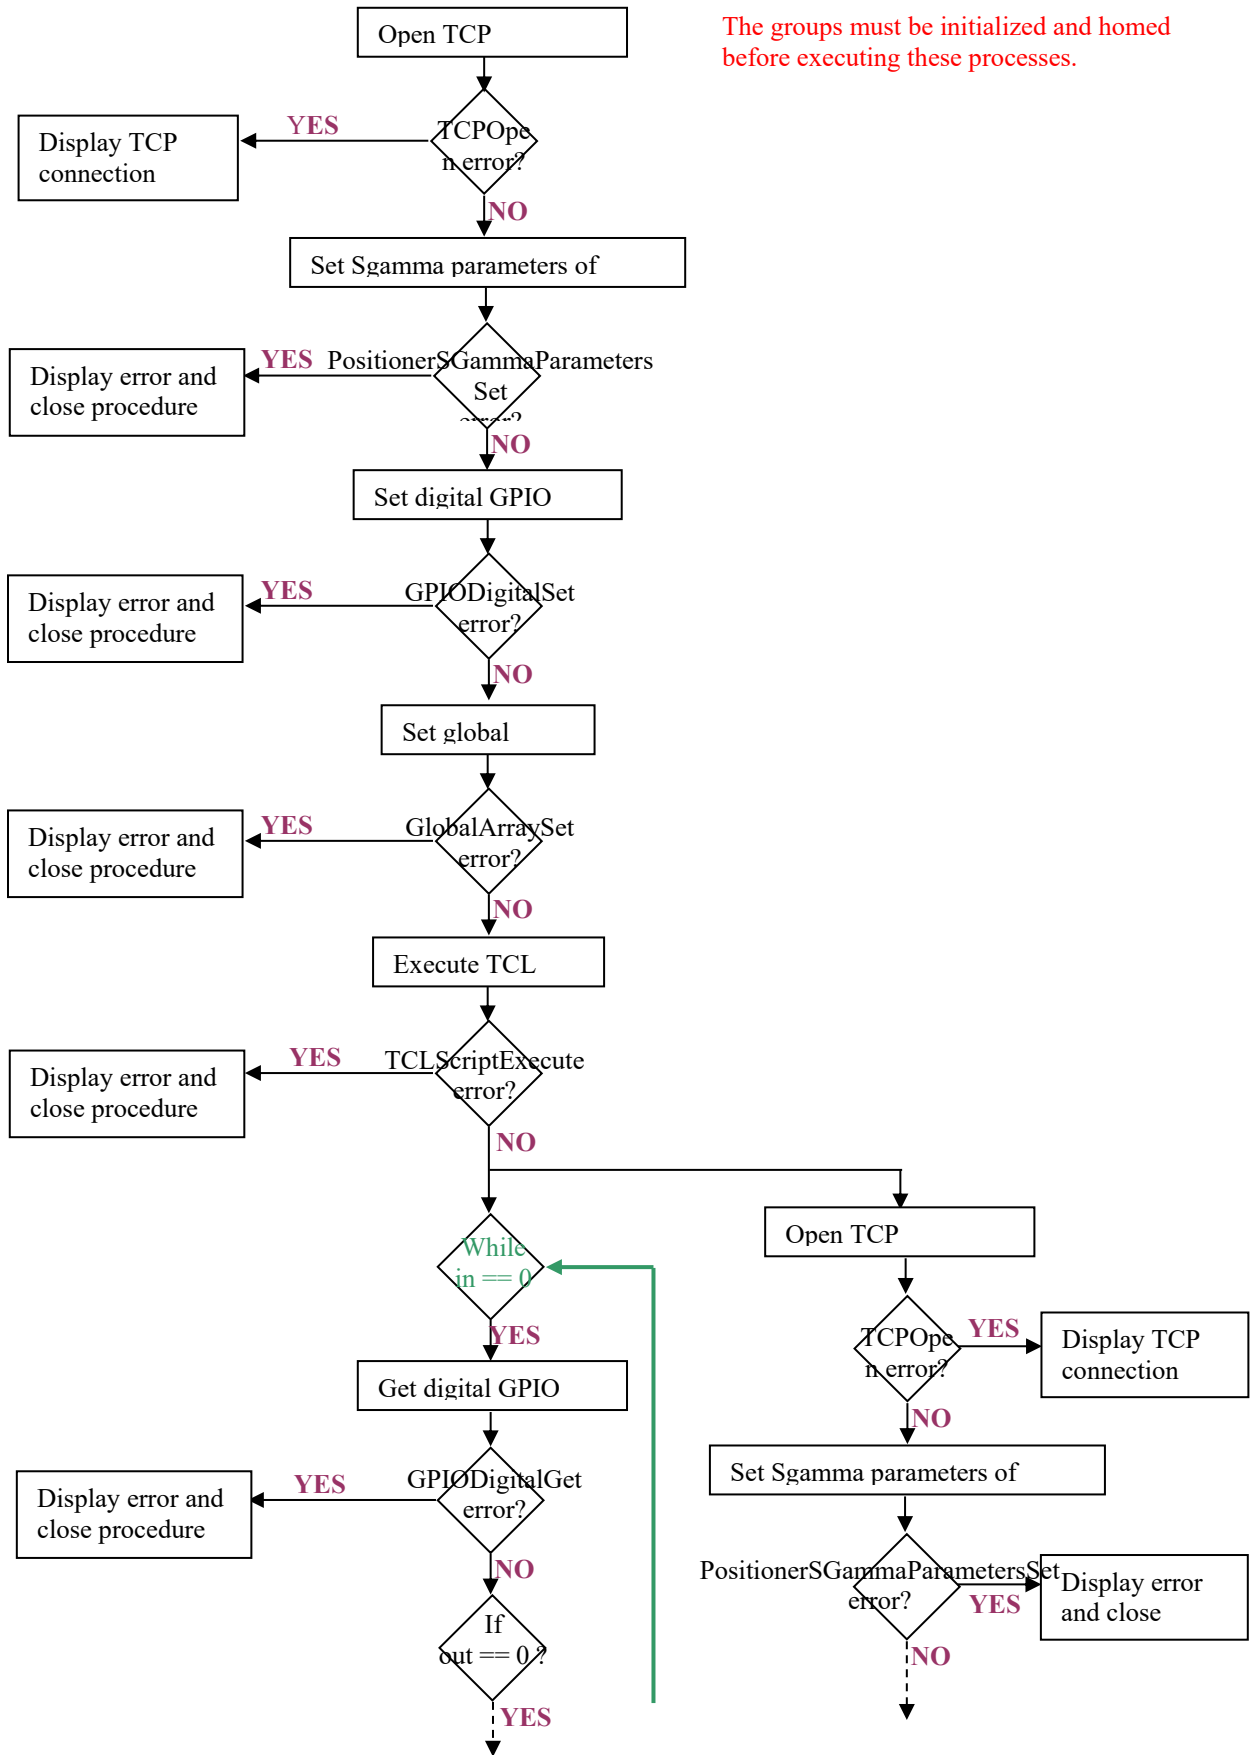 Open TCP
The groups must be initialized and homed
before executing these processes.
TCPOpe
n error?
YES
Display TCP
connection
NO
Set Sgamma parameters of
PositionerSGammaParameters
Set
error?
YES
Display error and
close procedure
NO
Set digital GPIO
GPIODigitalSet
error?
YES
Display error and
close procedure
NO
Set global
GlobalArraySet
error?
YES
Display error and
close procedure
NO
Execute TCL
TCLScriptExecute
error?
YES
Display error and
close procedure
NO
While
in == 0
YES
Get digital GPIO
GPIODigitalGet
error?
YES
Display error and
close procedure
NO
If
out == 0 ?
YES
Open TCP
TCPOpe
n error?
YES
Display TCP
connection
NO
Set Sgamma parameters of
PositionerSGammaParametersSet
error?
YES
Display error
and close
NO